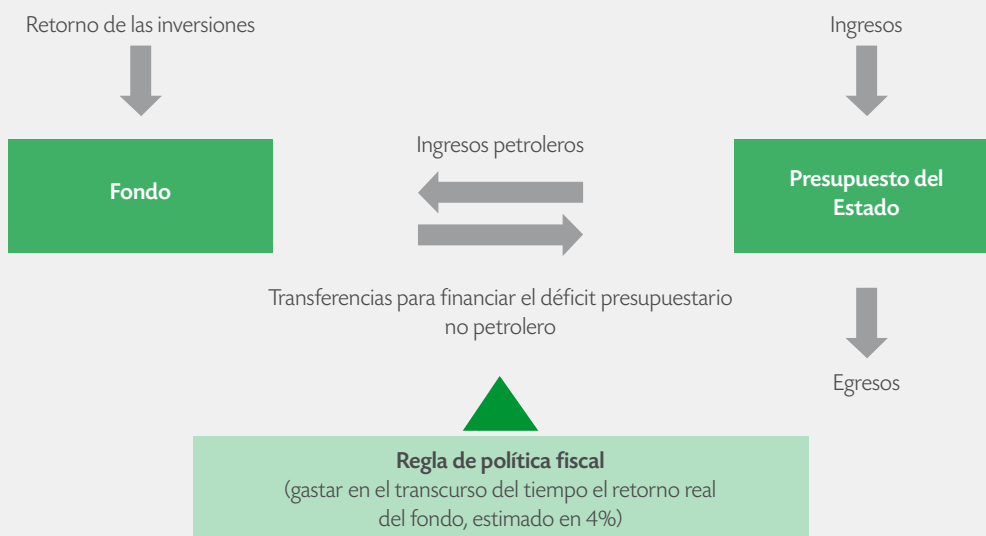 Retorno de las inversiones
Ingresos
Fondo
Ingresos petroleros
Presupuesto del
Estado
Transferencias para financiar el déficit presupuestario
no petrolero
Egresos
Regla de política fiscal
(gastar en el transcurso del tiempo el retorno real
del fondo, estimado en 4%)